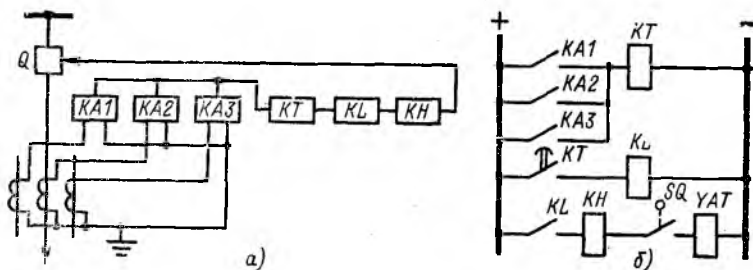 Q
KA1 KA2 KA3 KT KL KH
а)
+ –
KA1 KT
KA2
KA3
KT KL
KL KH SQ YAT
б)